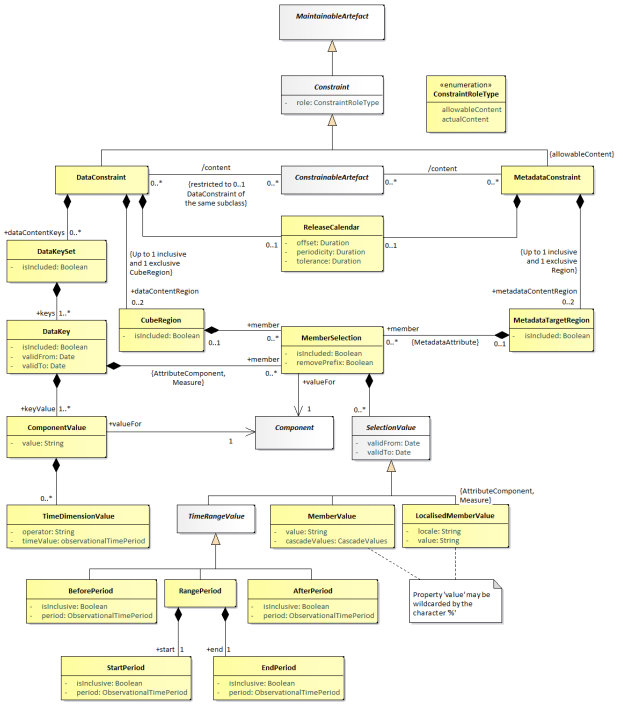 MaintainableArtefact
Constraint
- role: ConstraintRoleType
«enumeration»
ConstraintRoleType
allowableContent
actualContent
{allowableContent}
DataConstraint
/content
0..*
0..*
{restricted to 0..1
DataConstraint of
the same subclass}
ConstrainableArtefact
/content
0..*
0..*
MetadataConstraint
+dataContentKeys
0..*
ReleaseCalendar
- offset: Duration
- periodicity: Duration
- tolerance: Duration
0..1
0..1
DataKeySet
- isIncluded: Boolean
{Up to 1 inclusive
and 1 exclusive
CubeRegion}
{Up to 1 inclusive
and 1 exclusive
Region}
+dataContentRegion
0..2
+metadataContentRegion
0..2
+keys
1..*
CubeRegion
- isIncluded: Boolean
MetadataTargetRegion
- isIncluded: Boolean
DataKey
- isIncluded: Boolean
- validFrom: Date
- validTo: Date
+member
0..1
0..*
MemberSelection
- isIncluded: Boolean
- removePrefix: Boolean
+member
0..*
{MetadataAttribute}
0..1
+member
{AttributeComponent,
Measure}
0..*
+valueFor
1
0..*
+keyValue
1..*
ComponentValue
- value: String
+valueFor
1
Component
SelectionValue
- validFrom: Date
- validTo: Date
0..*
{AttributeComponent,
Measure}
TimeDimensionValue
- operator: String
- timeValue: observationalTimePeriod
TimeRangeValue
MemberValue
- value: String
- cascadeValues: CascadeValues
LocalisedMemberValue
- locale: String
- value: String
BeforePeriod
- isInclusive: Boolean
- period: ObservationalTimePeriod
RangePeriod
AfterPeriod
- isInclusive: Boolean
- period: ObservationalTimePeriod
Property 'value' may be
wildcarded by the
character '%'
+start
1
+end
1
StartPeriod
- isInclusive: Boolean
- period: ObservationalTimePeriod
EndPeriod
- isInclusive: Boolean
- period: ObservationalTimePeriod